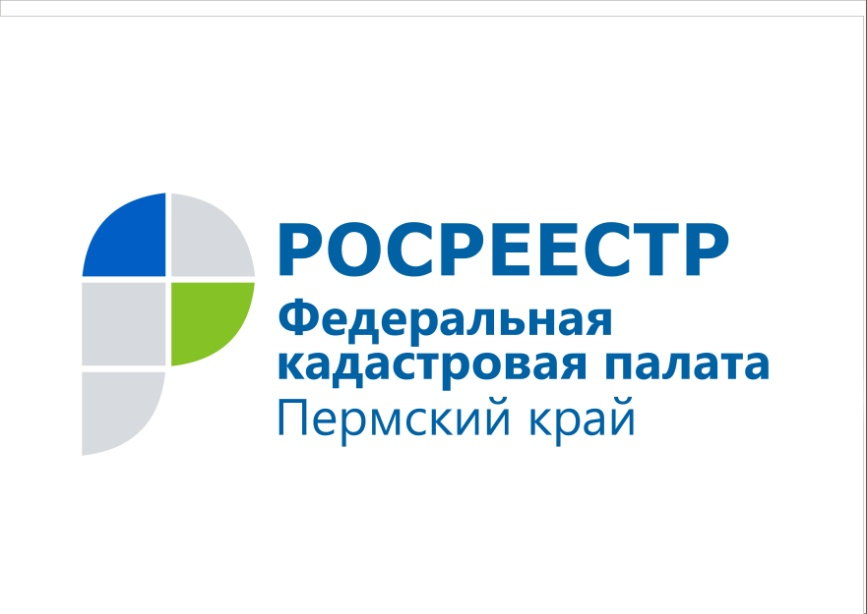 РОСРЕЕСТР
Федеральная
кадастровая палата
Пермский край